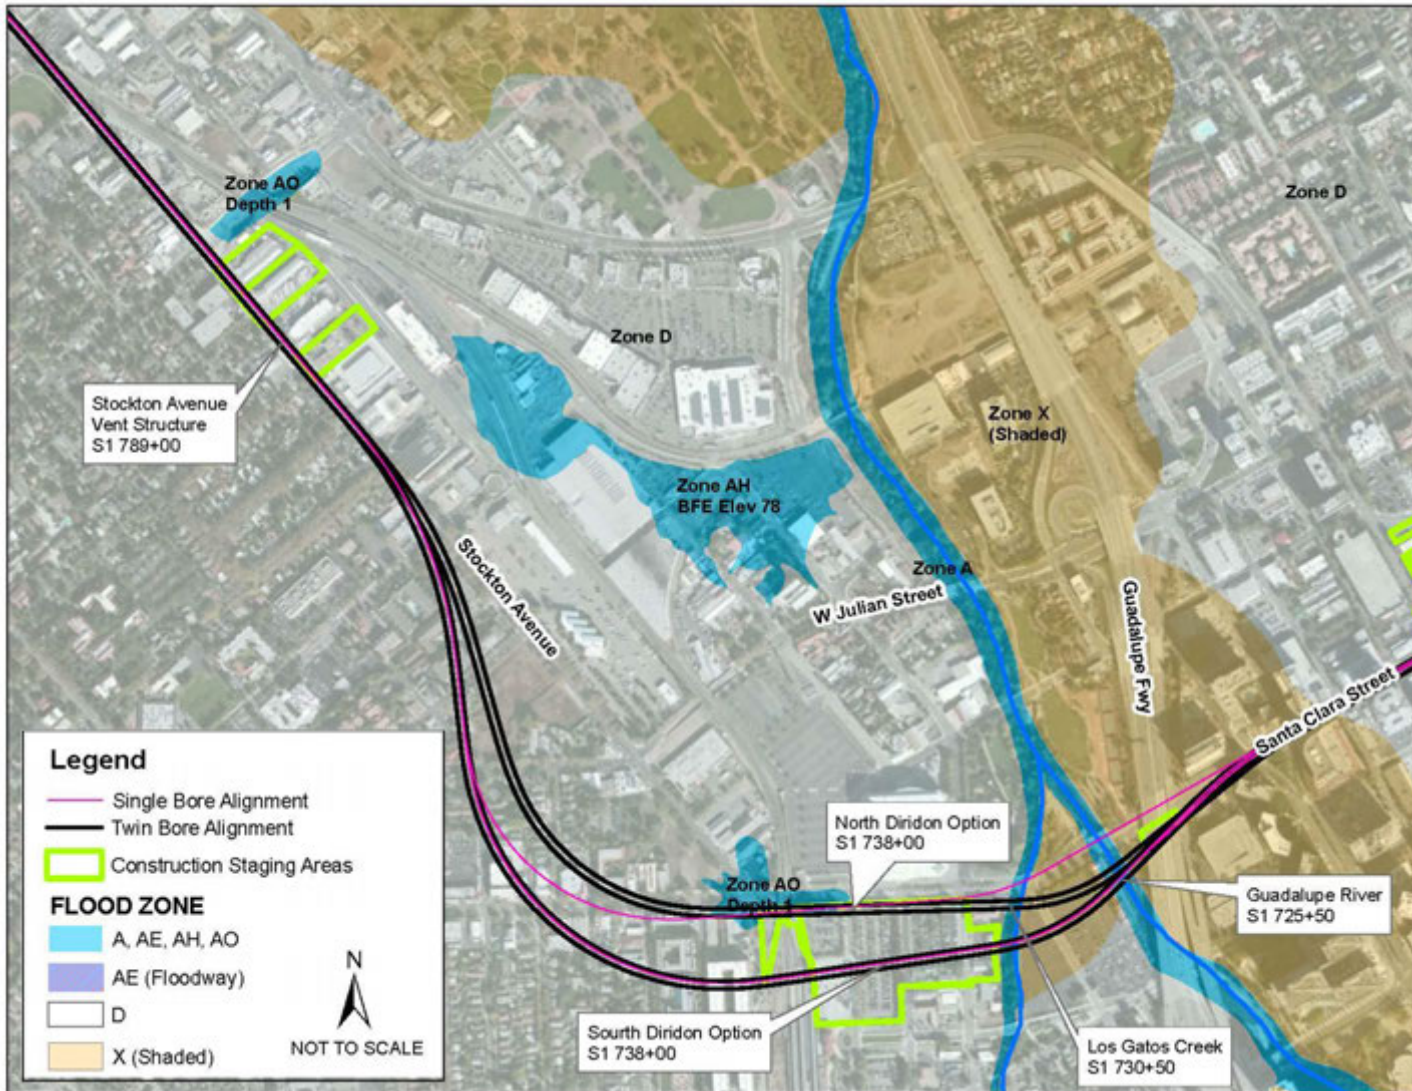 Zone AO
Depth 1
Zone D
Zone D
Stockton Avenue
Vent Structure
S1 789+00
Zone X
(Shaded)
Zone AH
BFE Elev 78
Stockton Avenue
Zone A
W Julian Street
Guadalupe Fwy
Santa Clara Street
Legend
Single Bore Alignment
Twin Bore Alignment
Construction Staging Areas
FLOOD ZONE
A, AE, AH, AO
AE (Floodway)
D
X (Shaded)
N
NOT TO SCALE
North Diridon Option
S1 738+00
Zone AO
Depth 1
Guadalupe River
S1 725+50
Sourth Diridon Option
S1 738+00
Los Gatos Creek
S1 730+50